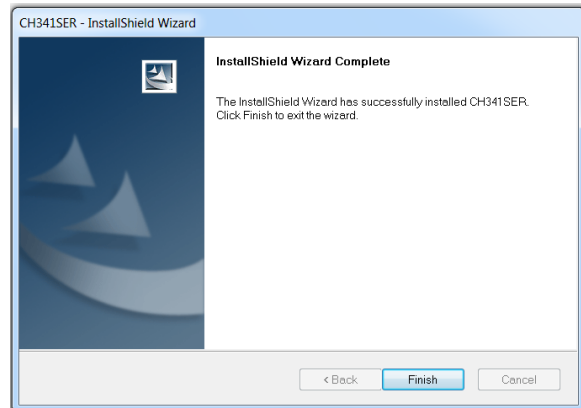 CH341SER - InstallShield Wizard
InstallShield Wizard Complete
The InstallShield Wizard has successfully installed CH341SER.
Click Finish to exit the wizard.
< Back
Finish
Cancel